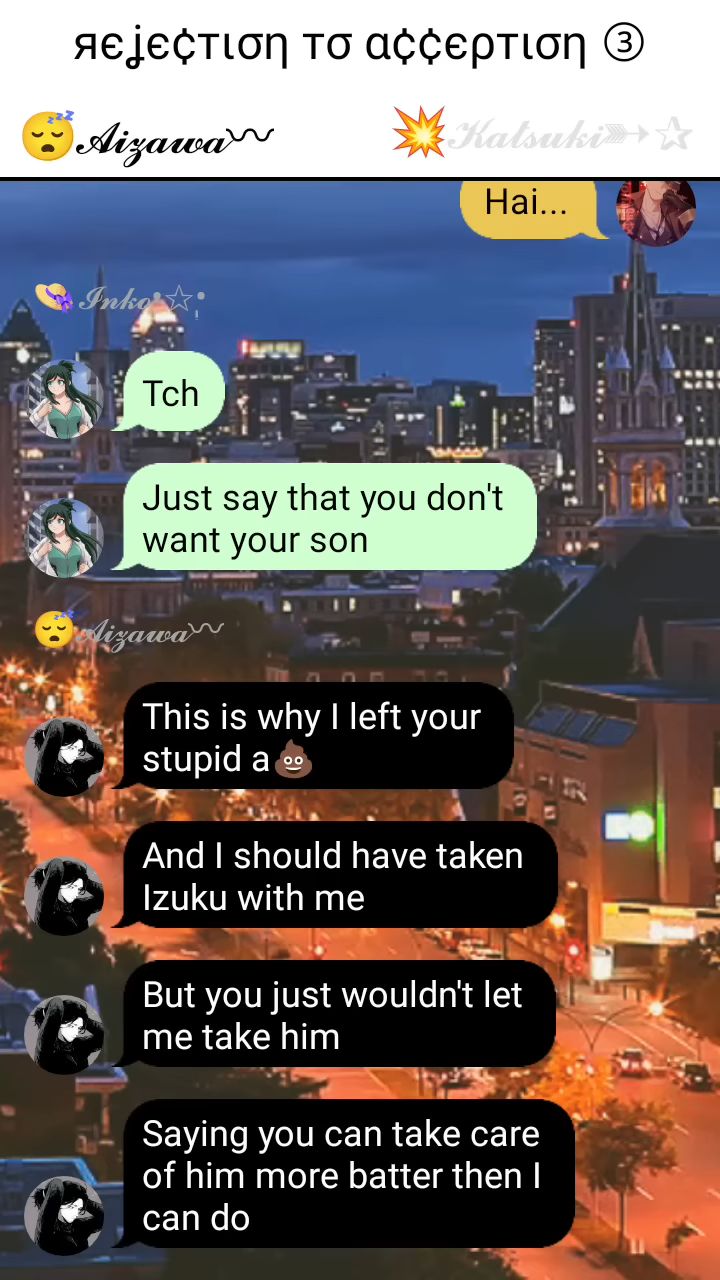 яєʝєς̩тιση тσ α¢¢єρтιση ③
😴𝓐𝓲𝔃𝓪𝔀𝓪〰
💥𝓚𝓪𝓽𝓼𝓾𝓴𝓲➳☆
Hai...
👒𝓘𝓷𝓴𝓸•☆
Tch
Just say that you don't
want your son
😴𝓐𝓲𝔃𝓪𝔀𝓪〰
This is why I left your
stupid a💩
And I should have taken
Izuku with me
But you just wouldn't let
me take him
Saying you can take care
of him more batter then I
can do